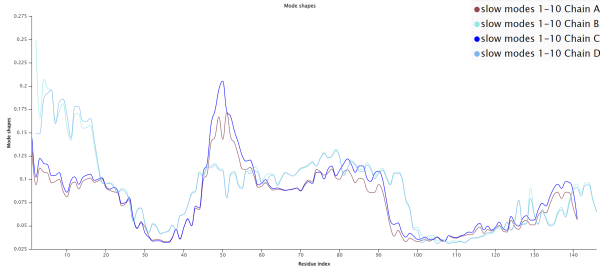 Mode shapes
slow modes 1-10 Chain A
slow modes 1-10 Chain B
slow modes 1-10 Chain C
slow modes 1-10 Chain D
0.275
0.25
0.225
0.2
0.175
0.15
0.125
0.1
0.075
0.05
0.025
Mode shapes
10 20 30 40 50 60 70 80 90 100 110 120 130 140
Residue index